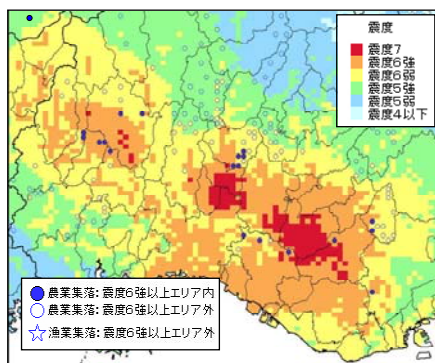 震度
震度7
震度6強
震度6弱
震度5強
震度5弱
震度4以下
農業集落: 震度6強以上エリア内
農業集落: 震度6強以上エリア外
漁業集落: 震度6強以上エリア外